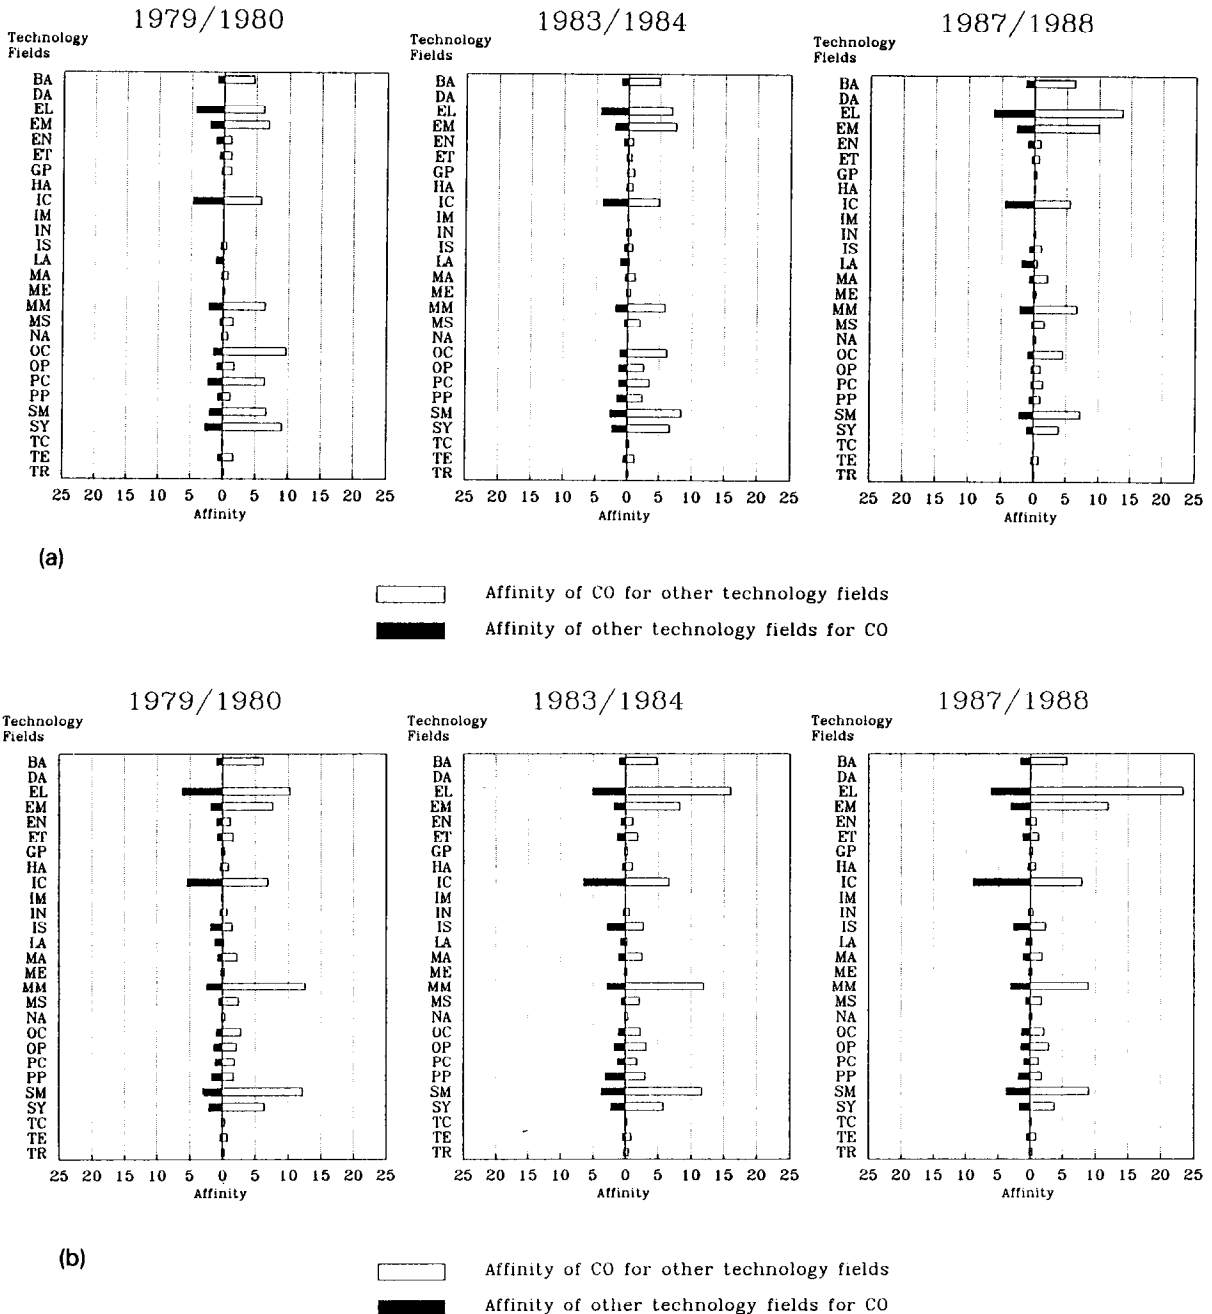 1979/1980
Technology
Fields
BA
DA
EL
EM
EN
ET
GP
HA
IC
IM
IN
IS
LA
MA
ME
MM
MS
NA
OC
OP
PC
PP
SM
SY
TC
TE
TR
25 20 15 10 5 0 5 10 15 20 25
Affinity
1983/1984
Technology
Fields
BA
DA
EL
EM
EN
ET
GP
HA
IC
IM
IN
IS
LA
MA
ME
MM
MS
NA
OC
OP
PC
PP
SM
SY
TC
TE
TR
25 20 15 10 5 0 5 10 15 20 25
Affinity
1987/1988
Technology
Fields
BA
DA
EL
EM
EN
ET
GP
HA
IC
IM
IN
IS
LA
MA
ME
MM
MS
NA
OC
OP
PC
PP
SM
SY
TC
TE
TR
25 20 15 10 5 0 5 10 15 20 25
Affinity
(a)
Affinity of CO for other technology fields
Affinity of other technology fields for CO
1979/1980
Technology
Fields
BA
DA
EL
EM
EN
ET
GP
HA
IC
IM
IN
IS
LA
MA
ME
MM
MS
NA
OC
OP
PC
PP
SM
SY
TC
TE
TR
25 20 15 10 5 0 5 10 15 20 25
Affinity
1983/1984
Technology
Fields
BA
DA
EL
EM
EN
ET
GP
HA
IC
IM
IN
IS
LA
MA
ME
MM
MS
NA
OC
OP
PC
PP
SM
SY
TC
TE
TR
25 20 15 10 5 0 5 10 15 20 25
Affinity
1987/1988
Technology
Fields
BA
DA
EL
EM
EN
ET
GP
HA
IC
IM
IN
IS
LA
MA
ME
MM
MS
NA
OC
OP
PC
PP
SM
SY
TC
TE
TR
25 20 15 10 5 0 5 10 15 20 25
Affinity
(b)
Affinity of CO for other technology fields
Affinity of other technology fields for CO